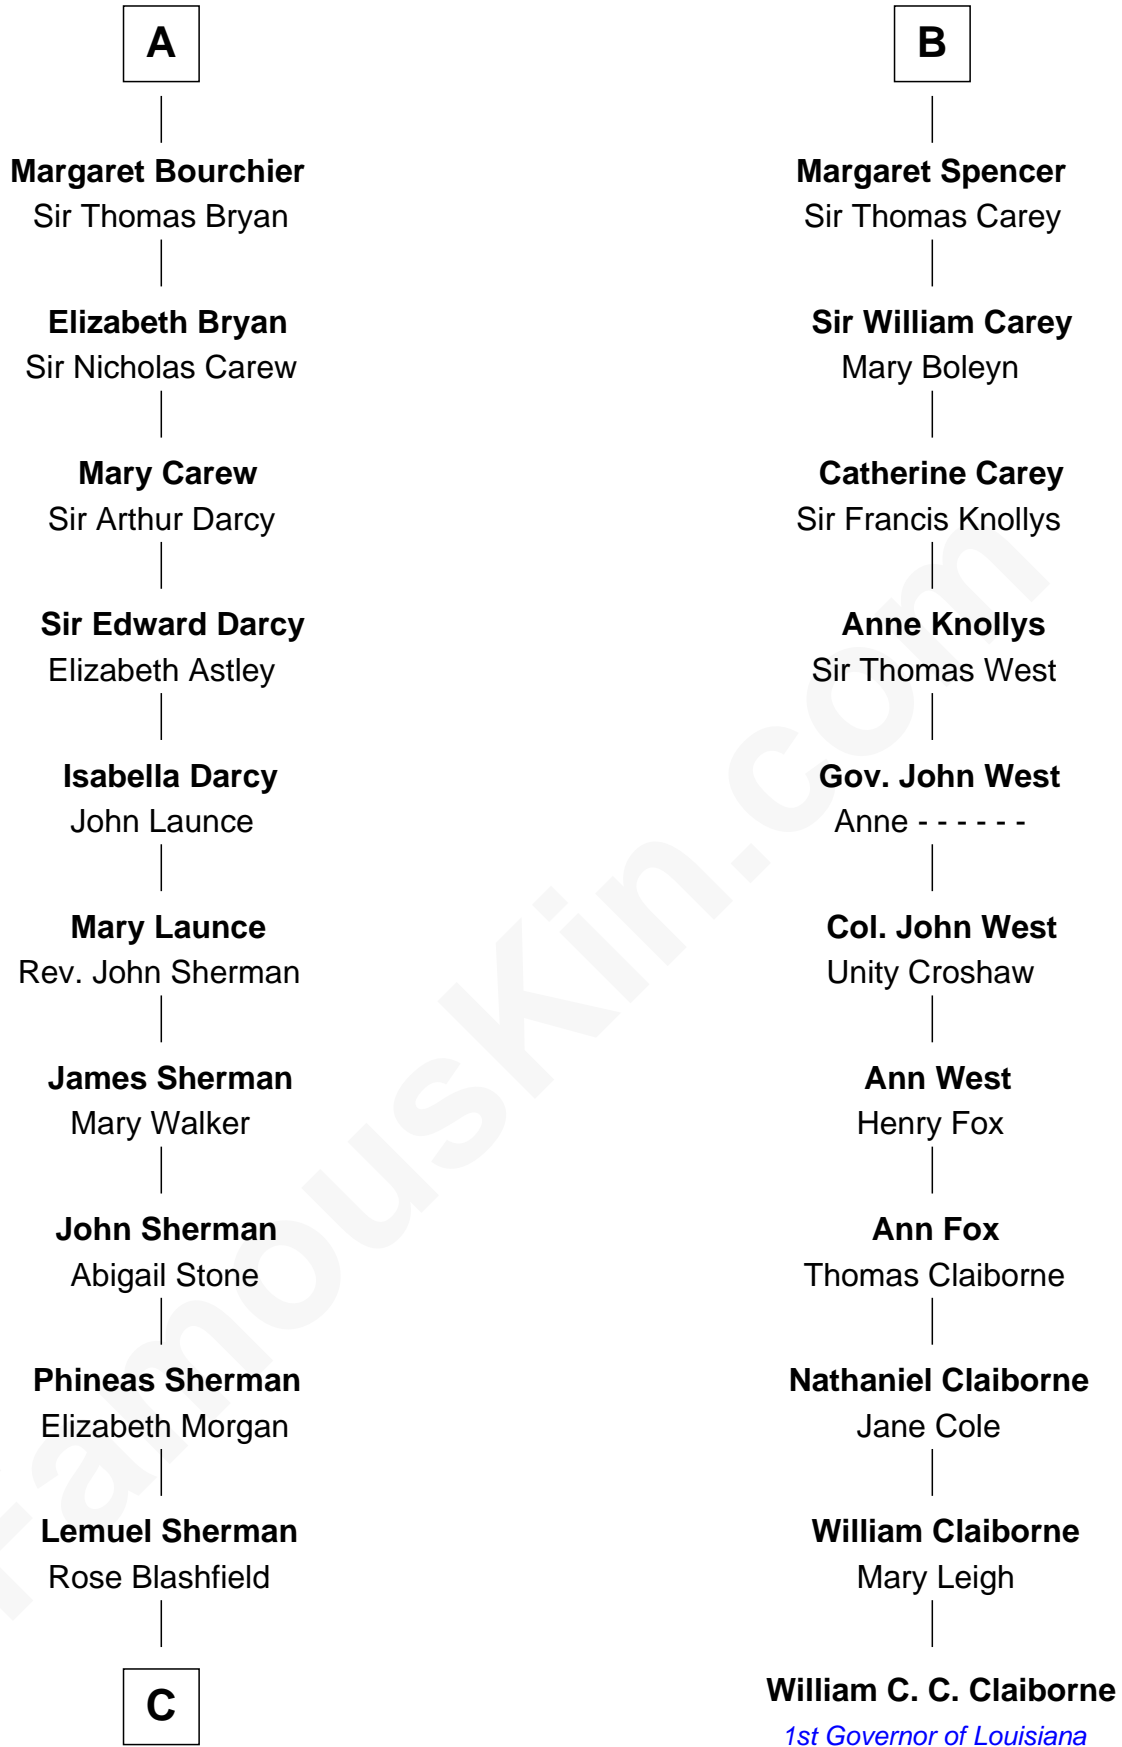 A
Margaret Bourchier
Sir Thomas Bryan
Elizabeth Bryan
Sir Nicholas Carew
Mary Carew
Sir Arthur Darcy
Sir Edward Darcy
Elizabeth Astley
Isabella Darcy
John Launce
Mary Launce
Rev. John Sherman
James Sherman
Mary Walker
John Sherman
Abigail Stone
Phineas Sherman
Elizabeth Morgan
Lemuel Sherman
Rose Blashfield
C
B
Margaret Spencer
Sir Thomas Carey
Sir William Carey
Mary Boleyn
Catherine Carey
Sir Francis Knollys
Anne Knollys
Sir Thomas West
Gov. John West
Anne - - - - - -
Col. John West
Unity Croshaw
Ann West
Henry Fox
Ann Fox
Thomas Claiborne
Nathaniel Claiborne
Jane Cole
William Claiborne
Mary Leigh
William C. C. Claiborne
1st Governor of Louisiana
FamousKin.com